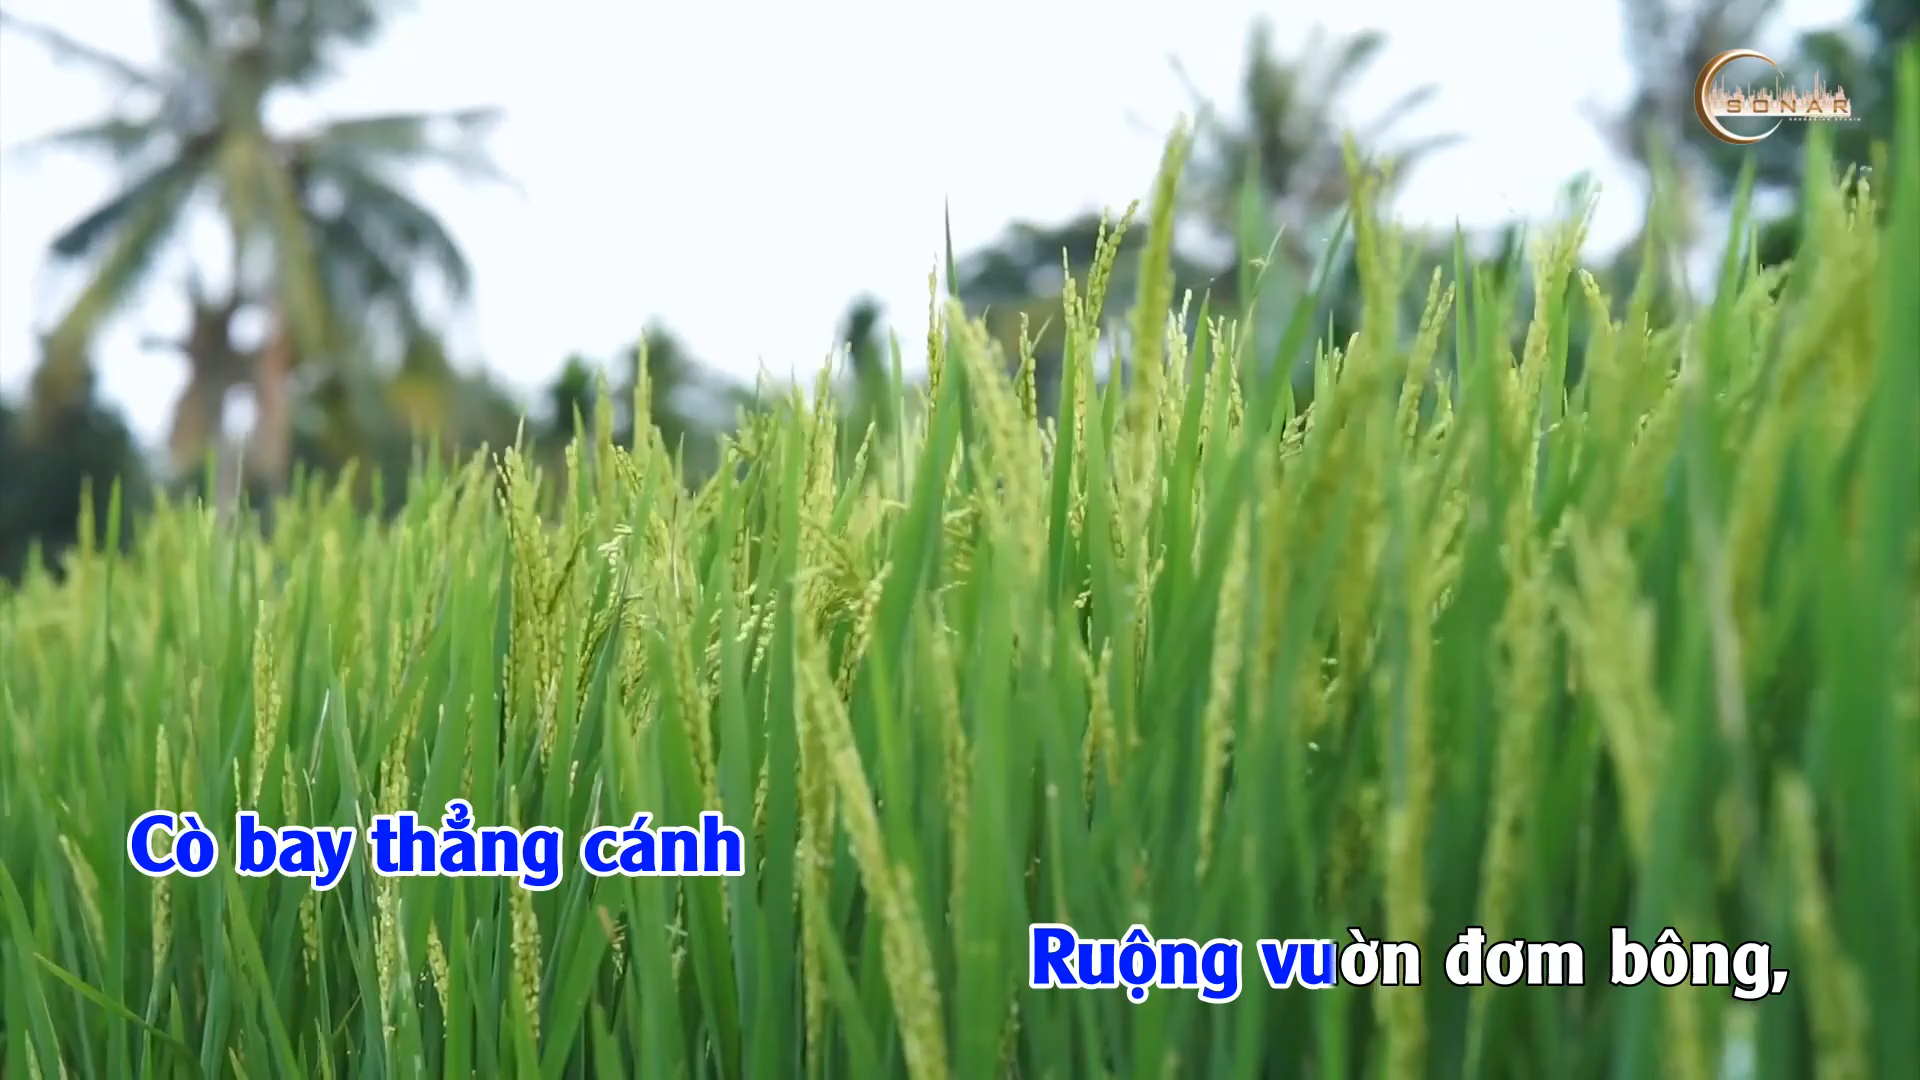 SONAR
Cò bay thẳng cánh
Ruộng vườn đơm bông,